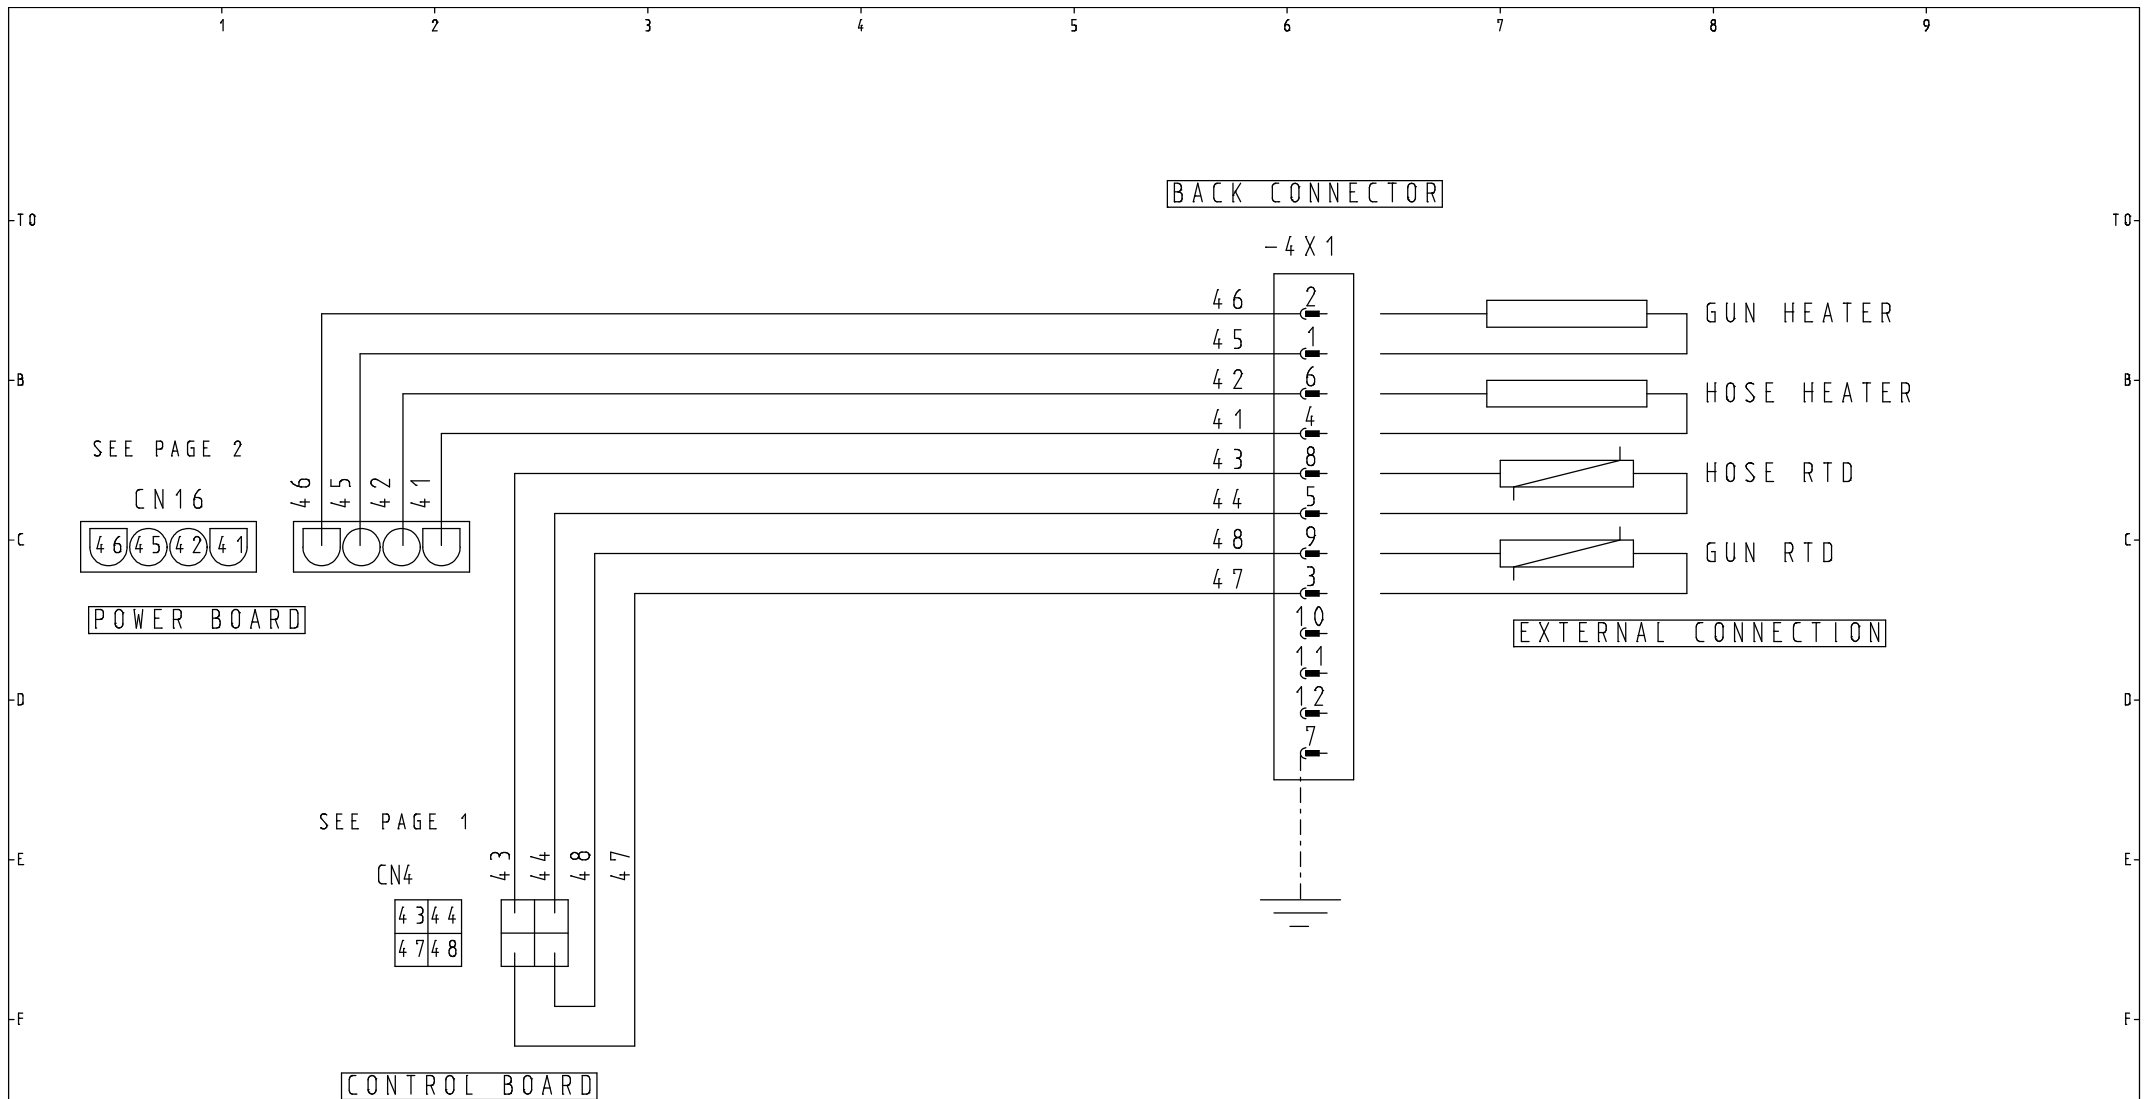 1 2 3 4 5 6 7 8 9
BACK CONNECTOR
T0 T0
-4X1
46 2 GUN HEATER
45 1
B 42 6 HOSE HEATER B
41 4
SEE PAGE 2
43 8 HOSE RTD
CN16 46 45 42 41
44 5
C 46 45 42 41 C
48 9 GUN RTD
47 3
POWER BOARD
10
EXTERNAL CONNECTION
11
D 12 D
7
SEE PAGE 1
E 43 44 48 47 E
CN4
43 44
47 48
F F
CONTROL BOARD